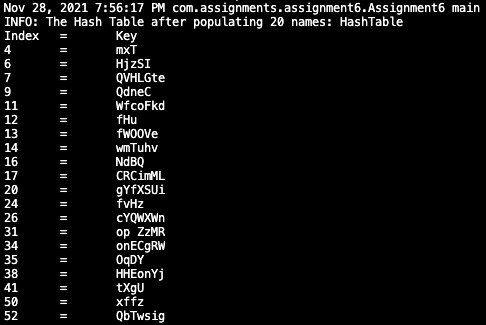 Nov 28, 2021 7:56:17 PM com.assignments.assignment6.Assignment6 main
INFO: The Hash Table after populating 20 names: HashTable
Index = Key
4 = mxT
6 = HjzSI
7 = QVHLGte
9 = QdneC
11 = WfcoFkd
12 = fHu
13 = fWOOVe
14 = wmTuhv
16 = NdBQ
17 = CRCimML
20 = gYfXSUi
24 = fvHz
26 = cYQWXWn
31 = op ZzMR
34 = onECgRW
35 = OqDY
38 = HHEonYj
41 = tXgU
50 = xffz
52 = QbTwsig